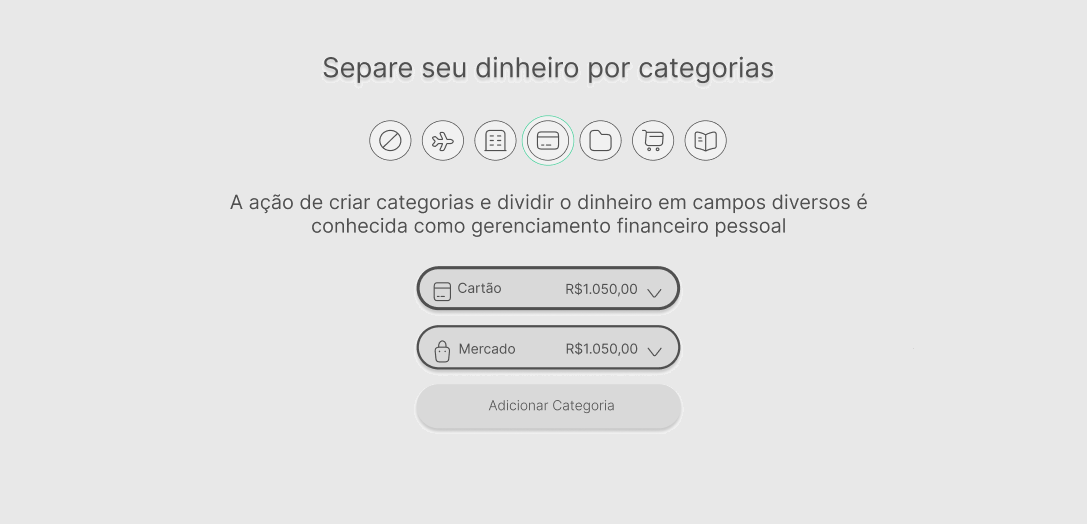 Separe seu dinheiro por categorias
A ação de criar categorias e dividir o dinheiro em campos diversos é
conhecida como gerenciamento financeiro pessoal
Cartão R$1.050,00
Mercado R$1.050,00
Adicionar Categoria